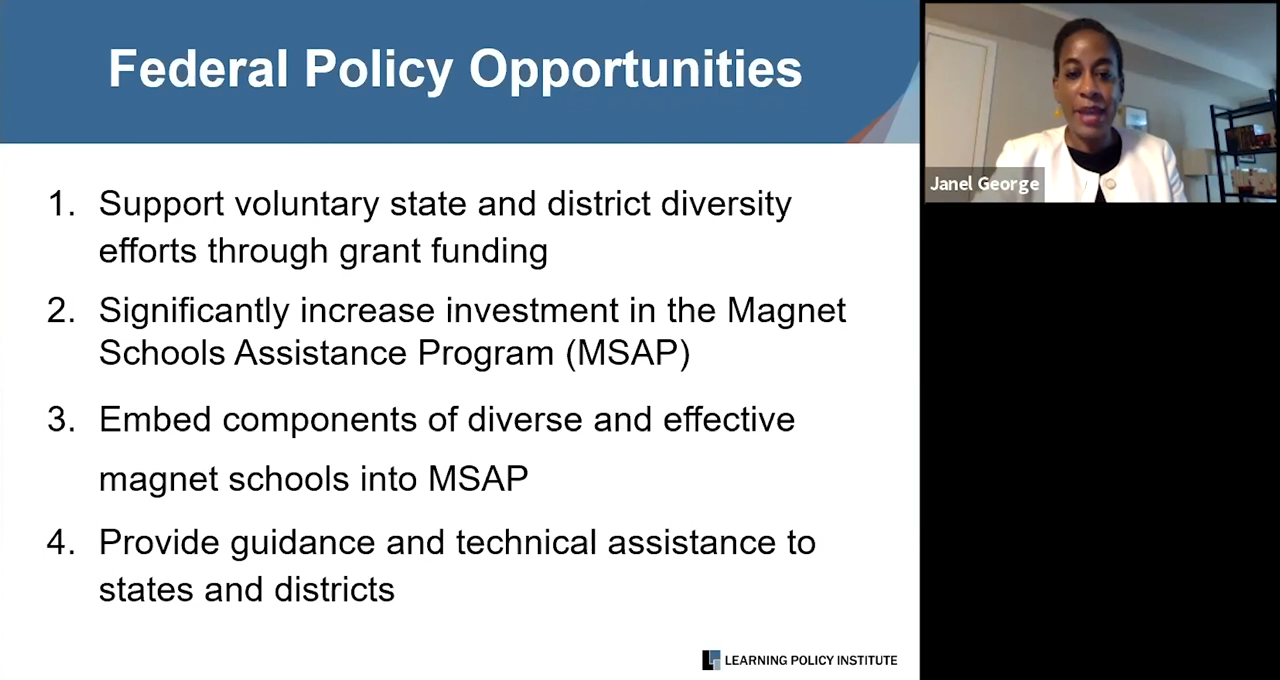 Federal Policy Opportunities
1. Support voluntary state and district diversity
efforts through grant funding
2. Significantly increase investment in the Magnet
Schools Assistance Program (MSAP)
3. Embed components of diverse and effective
magnet schools into MSAP
4. Provide guidance and technical assistance to
states and districts
LEARNING POLICY INSTITUTE
Janel George